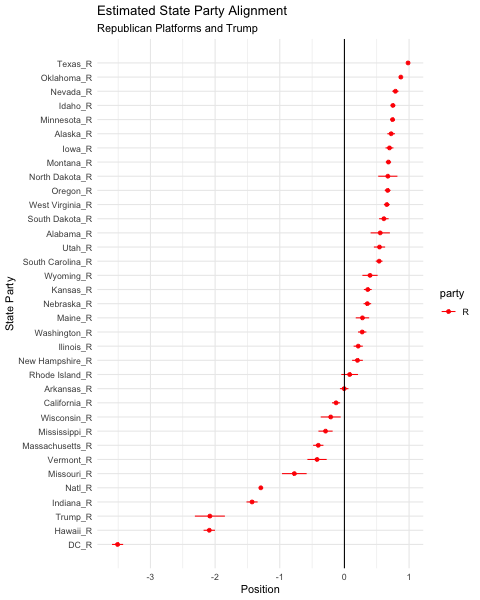 Estimated State Party Alignment
Republican Platforms and Trump
State Party
Texas_R
Oklahoma_R
Nevada_R
Idaho_R
Minnesota_R
Alaska_R
Iowa_R
Montana_R
North Dakota_R
Oregon_R
West Virginia_R
South Dakota_R
Alabama_R
Utah_R
South Carolina_R
Wyoming_R
Kansas_R
Nebraska_R
Maine_R
Washington_R
Ilinois_R
New Hampshire_R
Rhode Island_R
Arkansas_R
California_R
Wisconsin_R
Mississippi_R
Massachusetts_R
Vermont_R
Missouri_R
Natl_R
Indiana_R
Trump_R
Hawaii_R
DC_R
-3 -2 -1 0 1
Position
party
R